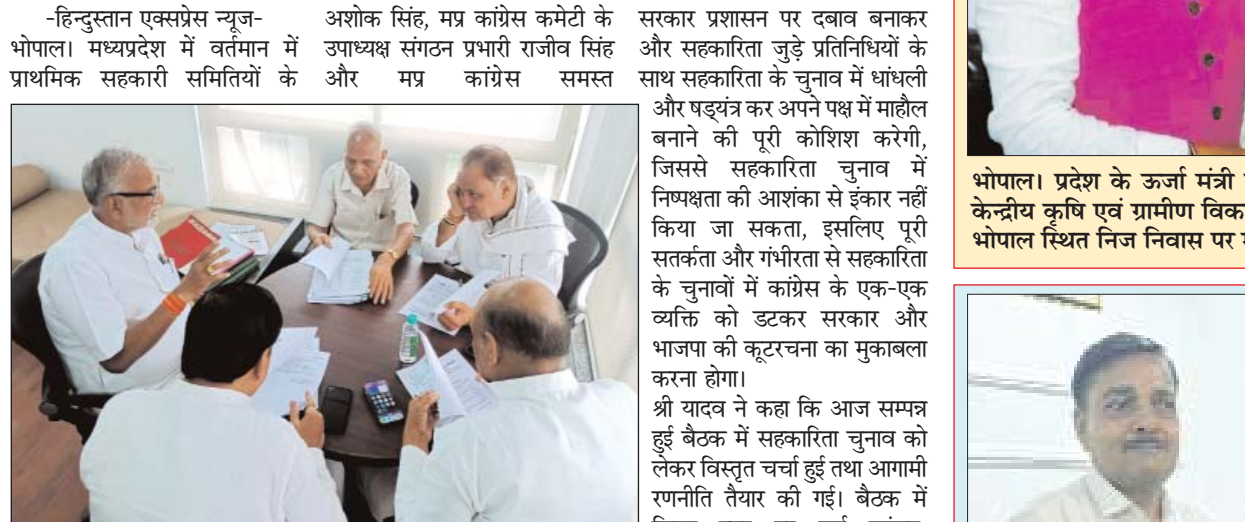 -हिन्दुस्तान एक्सप्रेस न्यूज-
भोपाल। मध्यप्रदेश में वर्तमान में
प्राथमिक सहकारी समितियों के
अशोक सिंह, मप्र कांग्रेस कमेटी के
उपाध्यक्ष संगठन प्रभारी राजीव सिंह
और मप्र कांग्रेस समस्त
सरकार प्रशासन पर दबाव बनाकर
और सहकारिता जुड़े प्रतिनिधियों के
साथ सहकारिता के चुनाव में धांधली
और षड्यंत्र कर अपने पक्ष में माहौल
बनाने की पूरी कोशिश करेगी,
जिससे सहकारिता चुनाव में
निष्पक्षता की आशंका से इंकार नहीं
किया जा सकता, इसलिए पूरी
सतर्कता और गंभीरता से सहकारिता
के चुनावों में कांग्रेस के एक-एक
व्यक्ति को डटकर सरकार और
भाजपा की कूटरचना का मुकाबला
करना होगा।
श्री यादव ने कहा कि आज सम्पन्न
हुई बैठक में सहकारिता चुनाव को
लेकर विस्तृत चर्चा हुई तथा आगामी
रणनीति तैयार की गई। बैठक में
भोपाल। प्रदेश के ऊर्जा मंत्री
केन्द्रीय कृषि एवं ग्रामीण विका
भोपाल स्थित निज निवास पर